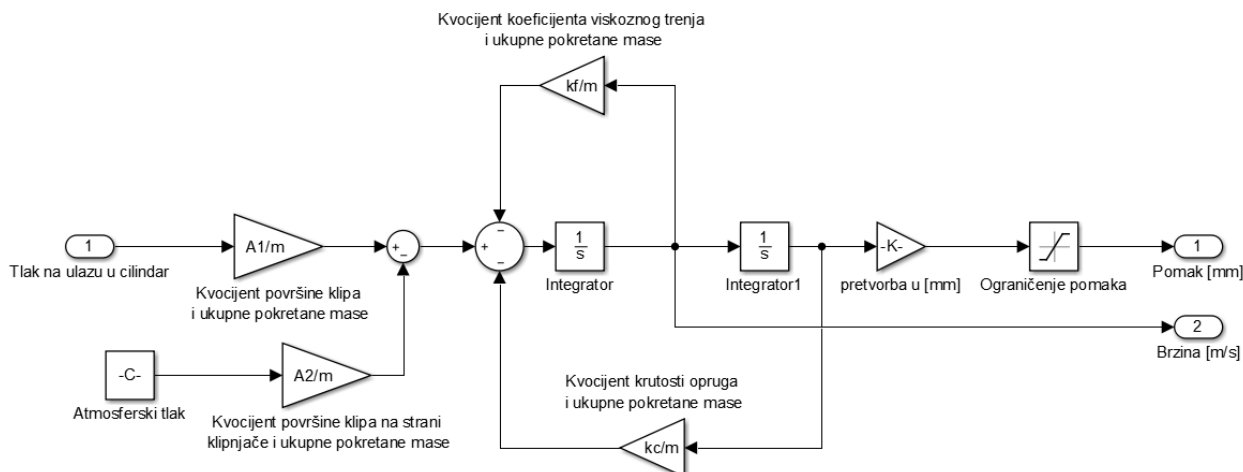 Kvocijent koeficijenta viskoznog trenja
i ukupne pokretane mase
kf/m
1
Tlak na ulazu u cilindar
A1/m
Kvocijent površine klipa
i ukupne pokretane mase
+
−
+
−
−
1
s
Integrator
1
s
Integrator1
-K-
pretvorba u [mm]
Ograničenje pomaka
1
Pomak [mm]
2
Brzina [m/s]
-C-
Atmosferski tlak
A2/m
Kvocijent površine klipa na strani
klipnjače i ukupne pokretane mase
Kvocijent krutosti opruga
i ukupne pokretane mase
kc/m